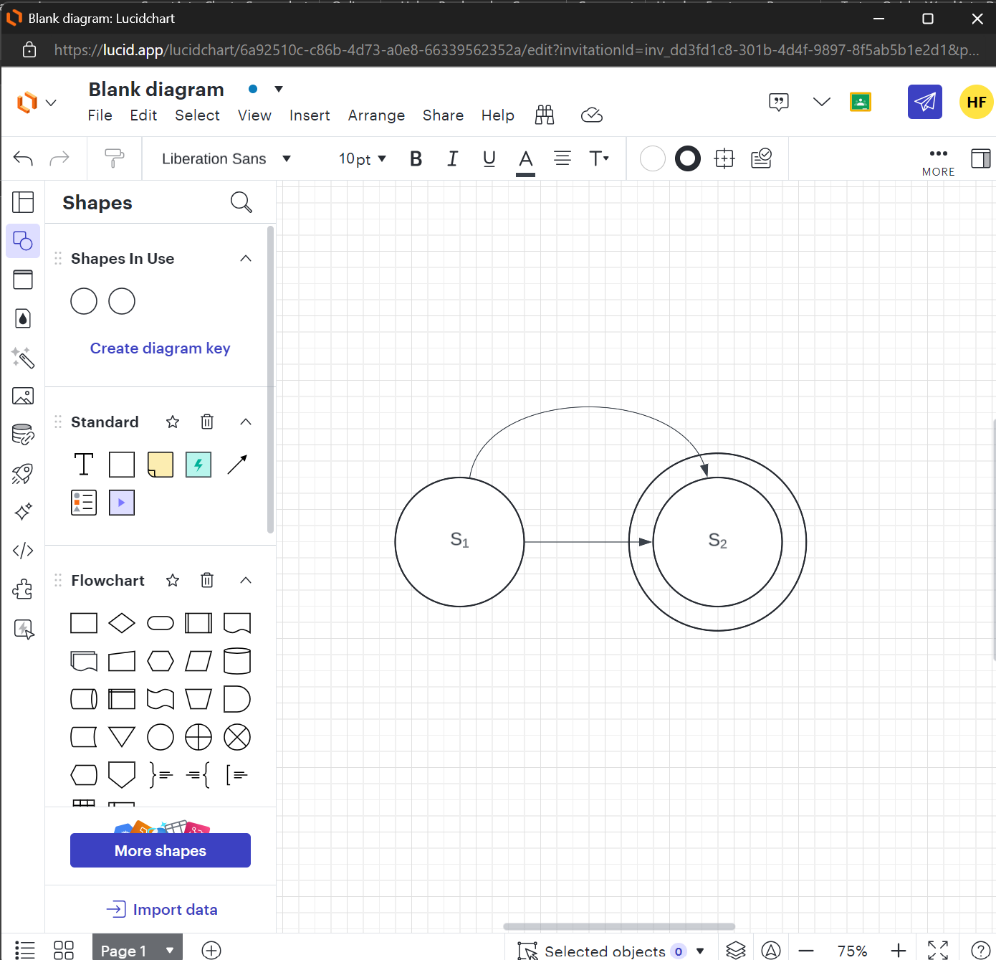 Blank diagram: Lucidchart
https://lucid.app/lucidchart/6a92510c-c86b-4d73-a0e8-66339562352a/edit?invitationId=inv_dd3fd1c8-301b-4d4f-9897-8f5ab5b1e2d1&p...
Blank diagram
File Edit Select View Insert Arrange Share Help
HF
Liberation Sans 10pt B I U A T
MORE
Shapes
Shapes In Use
Create diagram key
Standard
T
S₁
S₂
Flowchart
More shapes
Import data
Page 1
Selected objects 0
75%